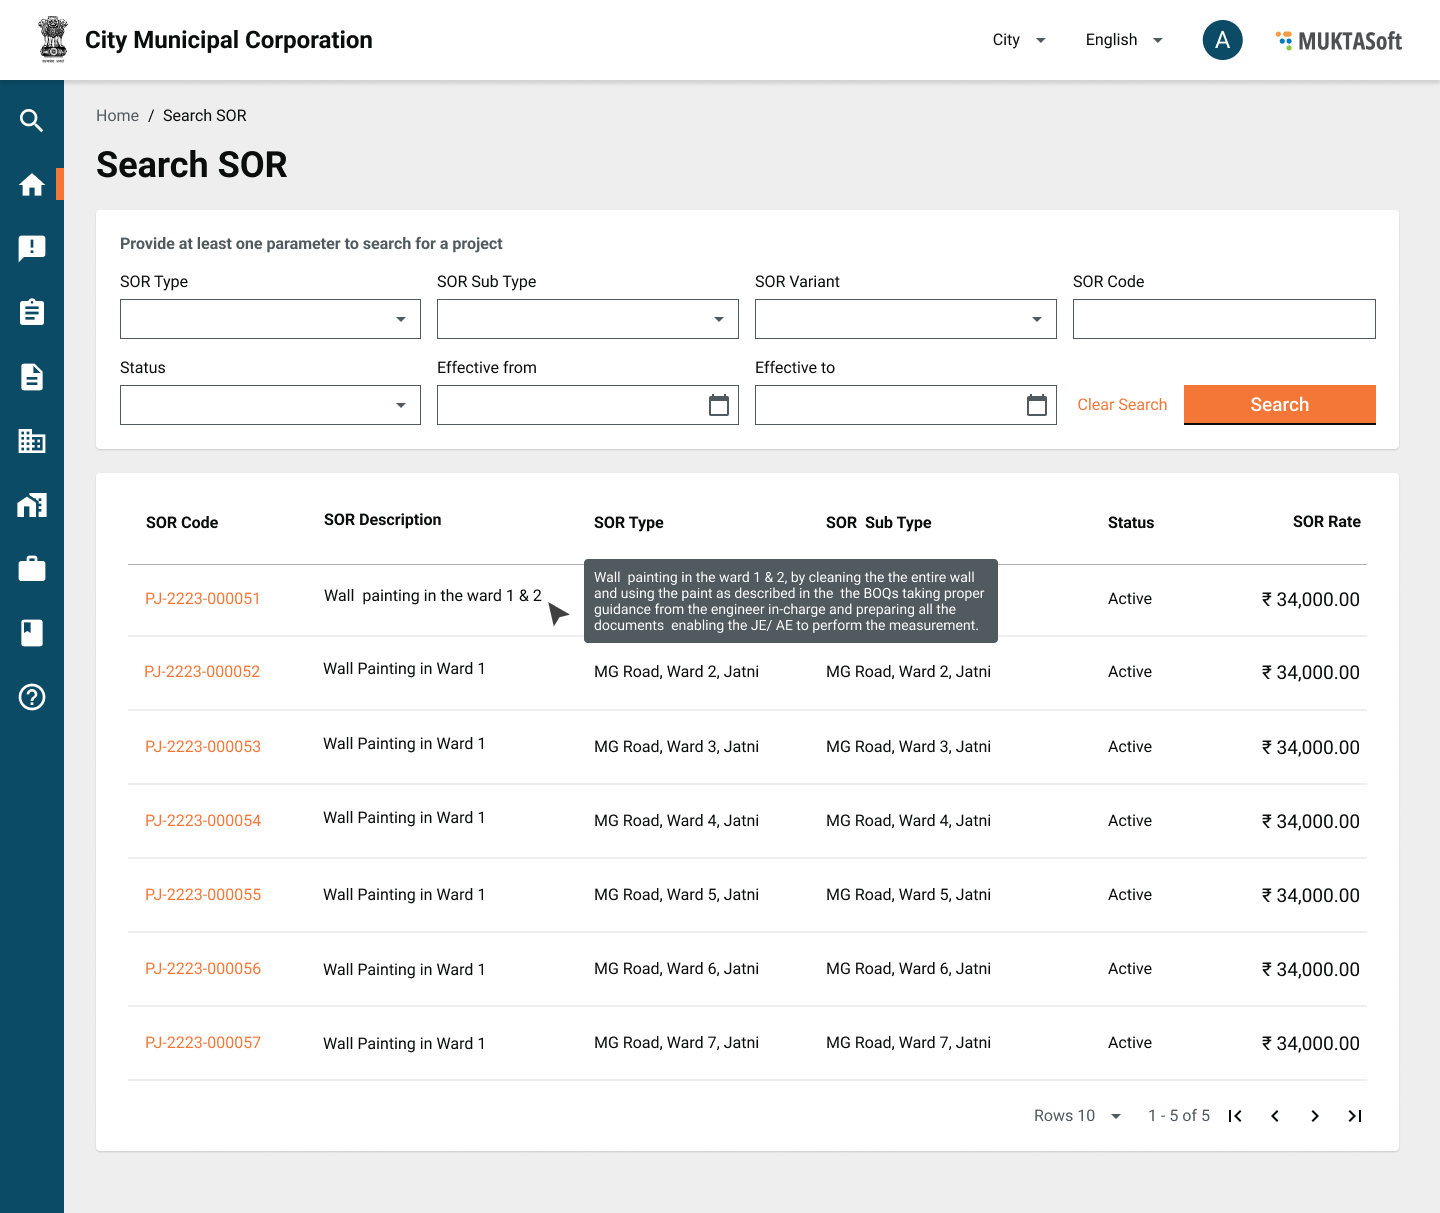 City Municipal Corporation
City
English
A
MUKTASoft
Home / Search SOR
Search SOR
Provide at least one parameter to search for a project
SOR Type
SOR Sub Type
SOR Variant
SOR Code
Status
Effective from
Effective to
Clear Search
Search
SOR Code SOR Description SOR Type SOR  Sub Type Status SOR Rate
PJ-2223-000051 Wall  painting in the ward 1 & 2 Active ₹ 34,000.00
Wall  painting in the ward 1 & 2, by cleaning the the entire wall
and using the paint as described in the  the BOQs taking proper
guidance from the engineer in-charge and preparing all the
documents  enabling the JE/ AE to perform the measurement.
PJ-2223-000052 Wall Painting in Ward 1 MG Road, Ward 2, Jatni MG Road, Ward 2, Jatni Active ₹ 34,000.00
PJ-2223-000053 Wall Painting in Ward 1 MG Road, Ward 3, Jatni MG Road, Ward 3, Jatni Active ₹ 34,000.00
PJ-2223-000054 Wall Painting in Ward 1 MG Road, Ward 4, Jatni MG Road, Ward 4, Jatni Active ₹ 34,000.00
PJ-2223-000055 Wall Painting in Ward 1 MG Road, Ward 5, Jatni MG Road, Ward 5, Jatni Active ₹ 34,000.00
PJ-2223-000056 Wall Painting in Ward 1 MG Road, Ward 6, Jatni MG Road, Ward 6, Jatni Active ₹ 34,000.00
PJ-2223-000057 Wall Painting in Ward 1 MG Road, Ward 7, Jatni MG Road, Ward 7, Jatni Active ₹ 34,000.00
Rows 10 1 - 5 of 5